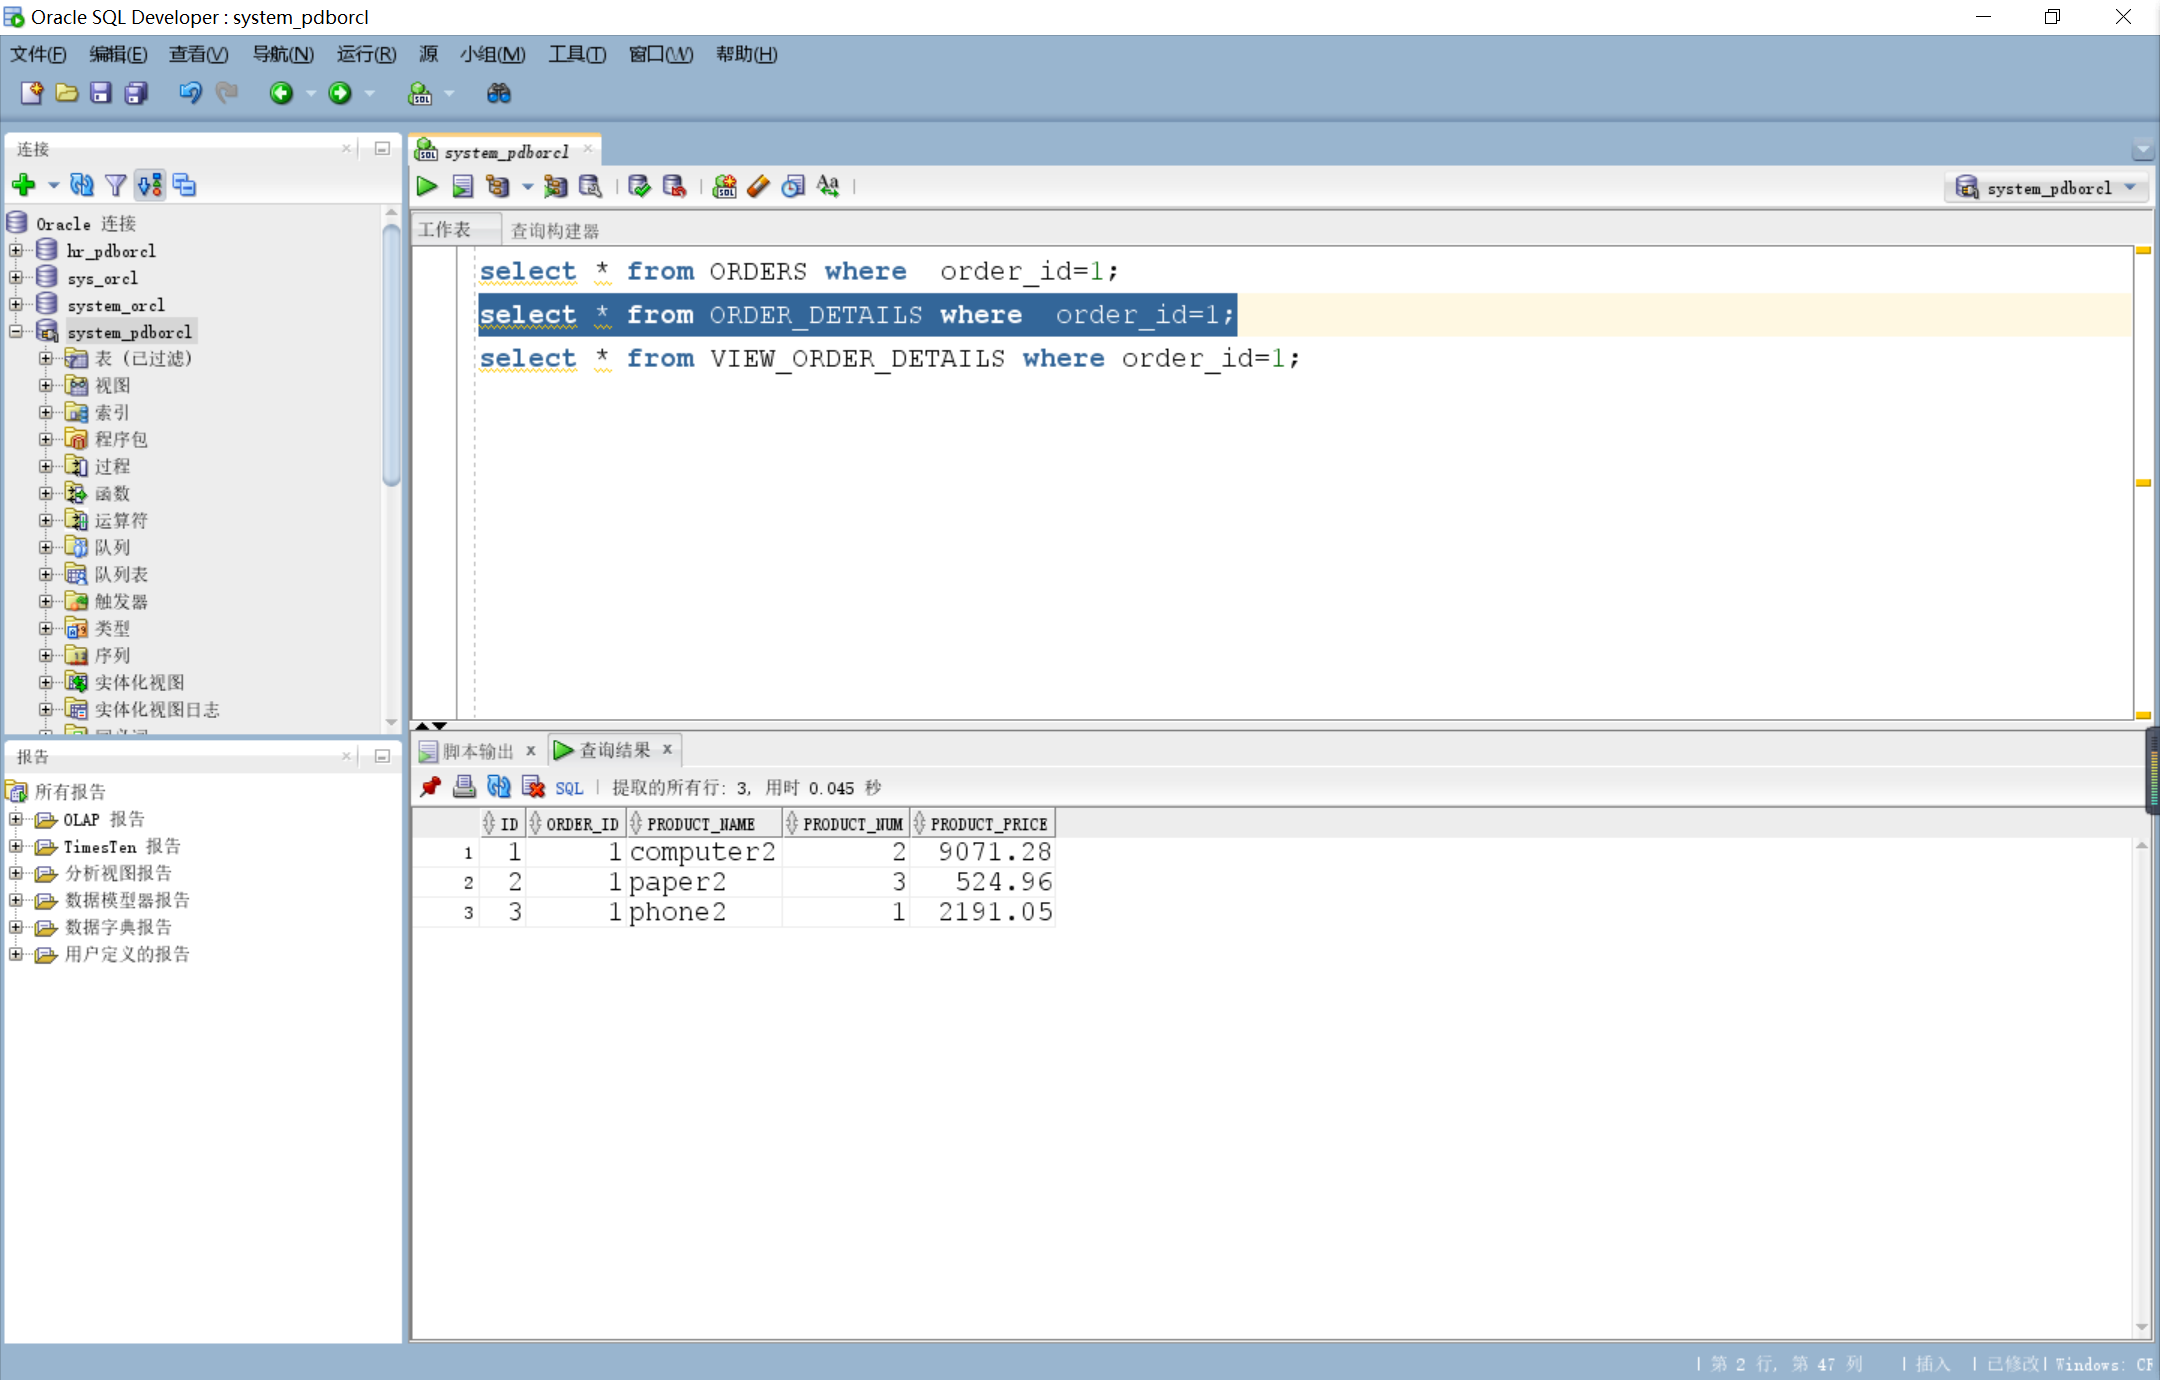 Oracle SQL Developer : system_pdborcl
文件(F) 编辑(E) 查看(V) 导航(N) 运行(R) 源 小组(M) 工具(T) 窗口(W) 帮助(H)
连接
Oracle 连接
hr_pdborcl
sys_orcl
system_orcl
system_pdborcl
表 (已过滤)
视图
索引
程序包
过程
函数
运算符
队列
队列表
触发器
类型
序列
实体化视图
实体化视图日志
报告
所有报告
OLAP 报告
TimesTen 报告
分析视图报告
数据模型器报告
数据字典报告
用户定义的报告
system_pdborcl
system_pdborcl
工作表 查询构建器
select * from ORDERS where  order_id=1;
select * from ORDER_DETAILS where  order_id=1;
select * from VIEW_ORDER_DETAILS where order_id=1;
脚本输出 x 查询结果 x
SQL | 提取的所有行: 3, 用时 0.045 秒
ID ORDER_ID PRODUCT_NAME PRODUCT_NUM PRODUCT_PRICE
1 1 1 computer2 2 9071.28
2 2 1 paper2 3 524.96
3 3 1 phone2 1 2191.05
| 第 2 行, 第 47 列 | 插入 | 已修改 | Windows: CF